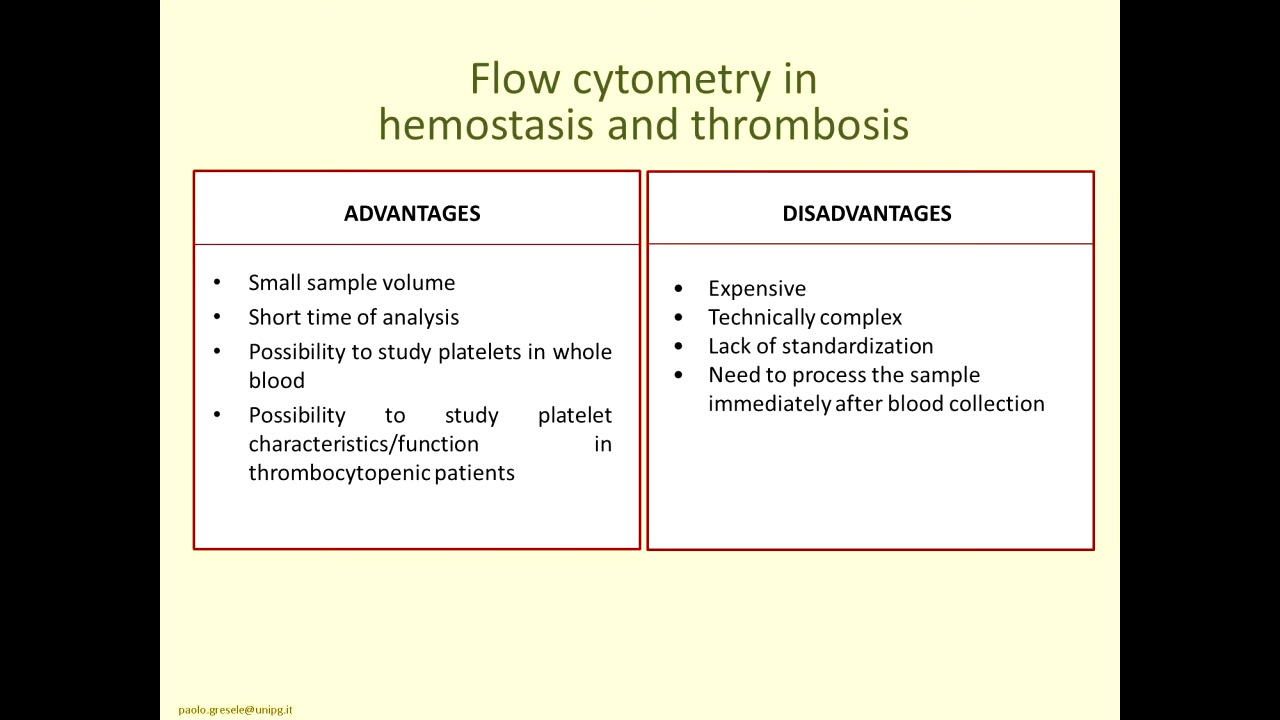 Flow cytometry in
hemostasis and thrombosis
ADVANTAGES
• Small sample volume
• Short time of analysis
• Possibility to study platelets in whole
blood
• Possibility to study platelet
characteristics/function in
thrombocytopenic patients
DISADVANTAGES
• Expensive
• Technically complex
• Lack of standardization
• Need to process the sample
immediately after blood collection
paolo.gresele@unipg.it